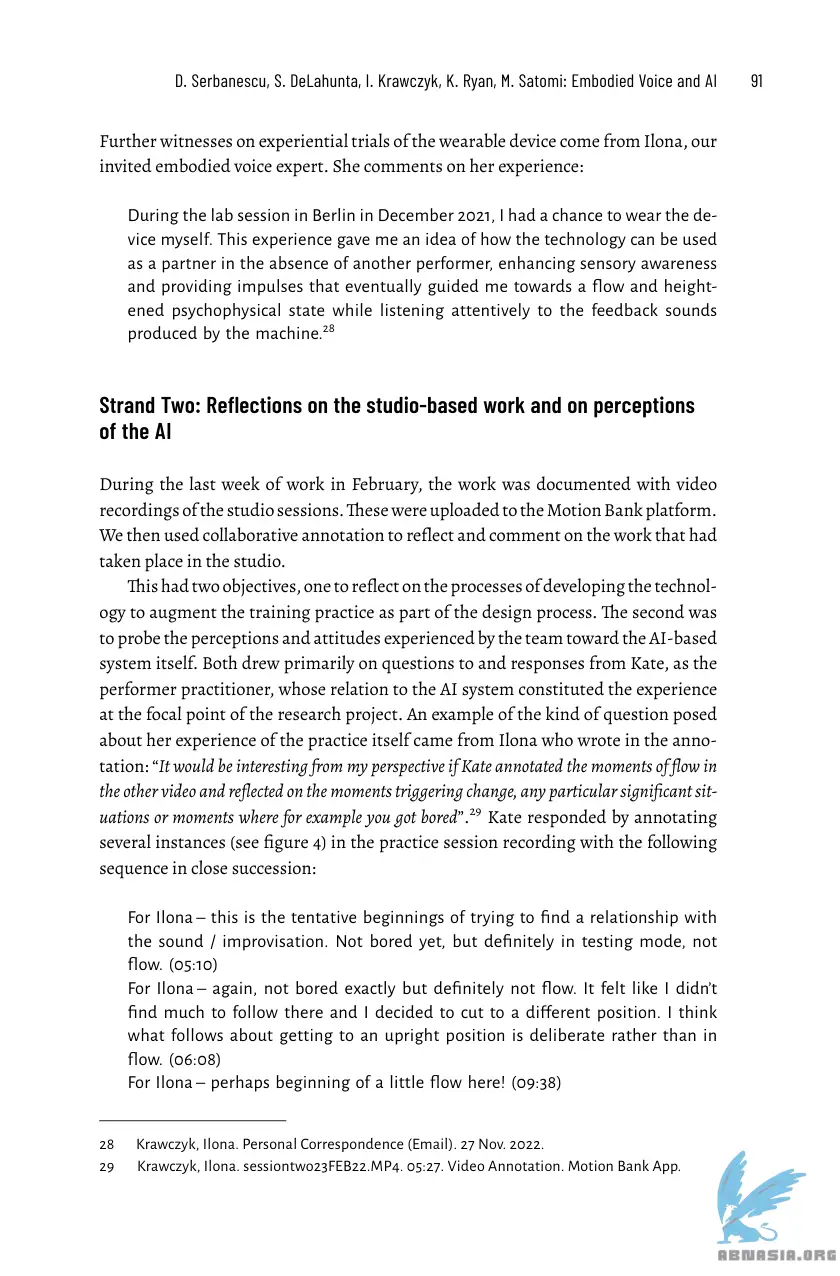 D. Serbanescu, S. DeLahunta, I. Krawczyk, K. Ryan, M. Satomi: Embodied Voice and AI 91
Further witnesses on experiential trials of the wearable device come from Ilona, our
invited embodied voice expert. She comments on her experience:
During the lab session in Berlin in December 2021, I had a chance to wear the de-
vice myself. This experience gave me an idea of how the technology can be used
as a partner in the absence of another performer, enhancing sensory awareness
and providing impulses that eventually guided me towards a flow and height-
ened psychophysical state while listening attentively to the feedback sounds
produced by the machine.28
Strand Two: Reflections on the studio-based work and on perceptions
of the AI
During the last week of work in February, the work was documented with video
recordings of the studio sessions. These were uploaded to the Motion Bank platform.
We then used collaborative annotation to reflect and comment on the work that had
taken place in the studio.
This had two objectives, one to reflect on the processes of developing the technol-
ogy to augment the training practice as part of the design process. The second was
to probe the perceptions and attitudes experienced by the team toward the AI-based
system itself. Both drew primarily on questions to and responses from Kate, as the
performer practitioner, whose relation to the AI system constituted the experience
at the focal point of the research project. An example of the kind of question posed
about her experience of the practice itself came from Ilona who wrote in the anno-
tation: “It would be interesting from my perspective if Kate annotated the moments of flow in
the other video and reflected on the moments triggering change, any particular significant sit-
uations or moments where for example you got bored”.29 Kate responded by annotating
several instances (see figure 4) in the practice session recording with the following
sequence in close succession:
For Ilona – this is the tentative beginnings of trying to find a relationship with
the sound / improvisation. Not bored yet, but definitely in testing mode, not
flow. (05:10)
For Ilona – again, not bored exactly but definitely not flow. It felt like I didn’t
find much to follow there and I decided to cut to a different position. I think
what follows about getting to an upright position is deliberate rather than in
flow. (06:08)
For Ilona – perhaps beginning of a little flow here! (09:38)
28 Krawczyk, Ilona. Personal Correspondence (Email). 27 Nov. 2022.
29 Krawczyk, Ilona. sessiontwo23FEB22.MP4. 05:27. Video Annotation. Motion Bank App.
ABNASIA.ORG